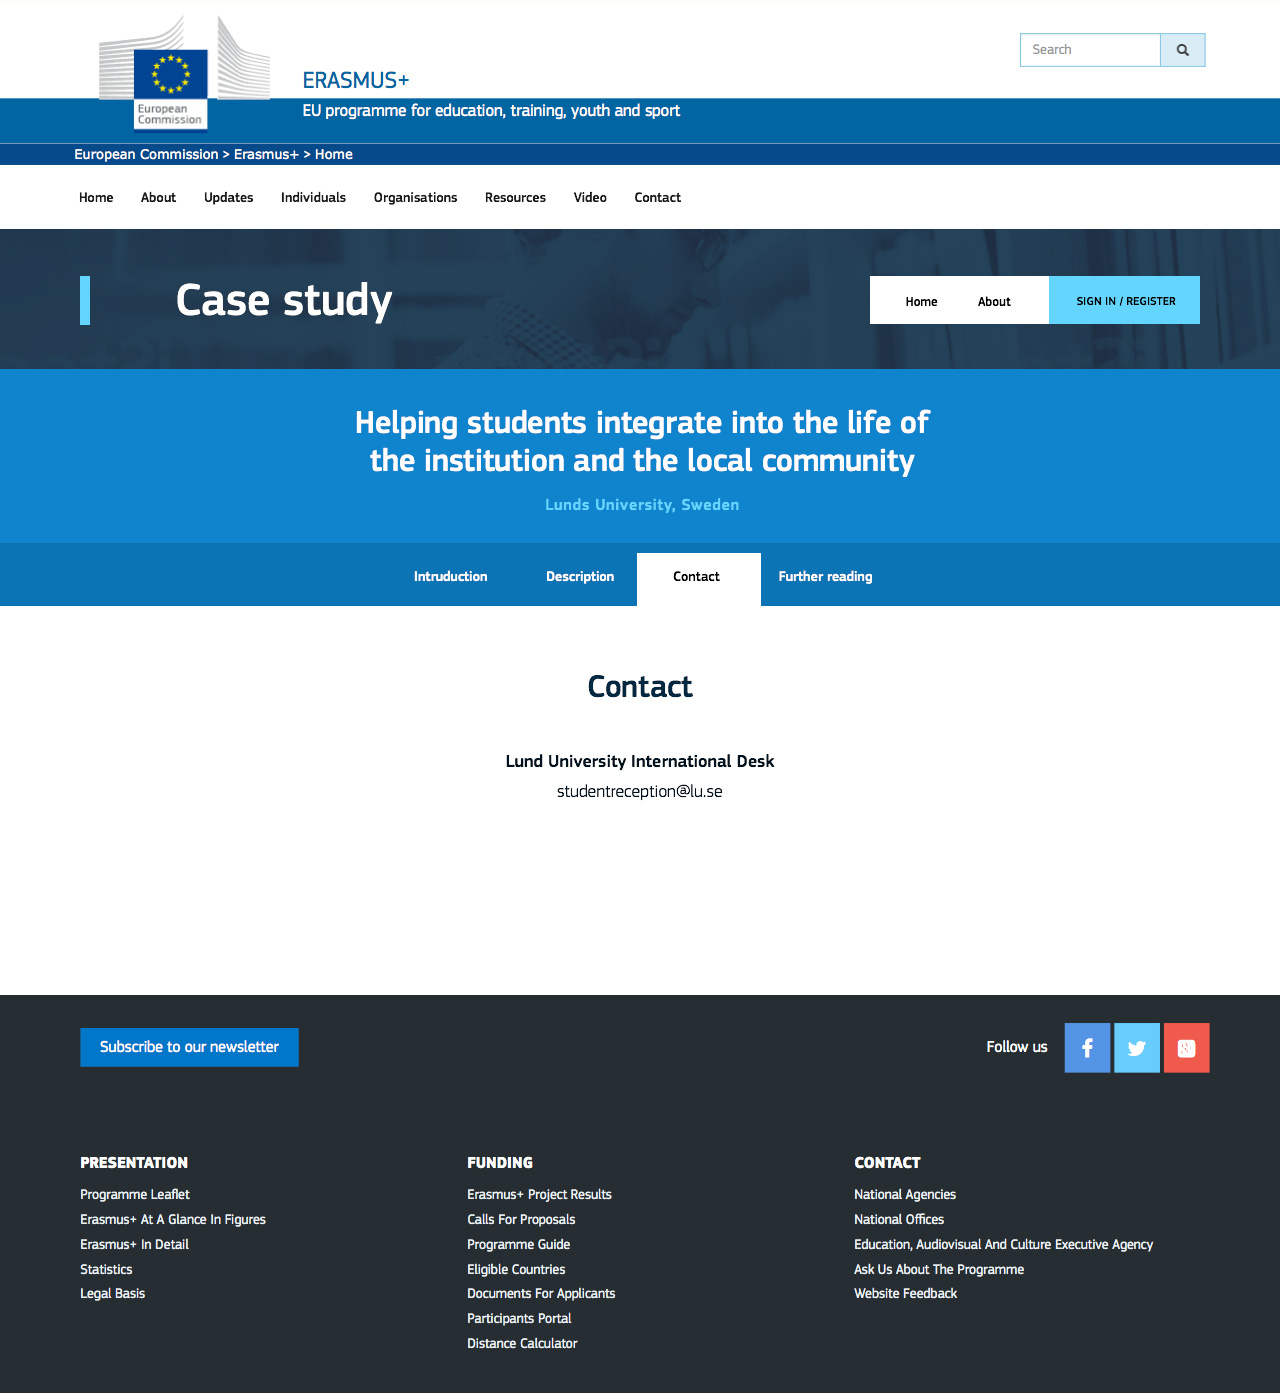 Search
European
Commission
ERASMUS+
EU programme for education, training, youth and sport
European Commission > Erasmus+ > Home
Home About Updates Individuals Organisations Resources Video Contact
Case study
Home About SIGN IN / REGISTER
Helping students integrate into the life of
the institution and the local community
Lunds University, Sweden
Intruduction Description Contact Further reading
Contact
Lund University International Desk
studentreception@lu.se
Subscribe to our newsletter
Follow us
PRESENTATION
Programme Leaflet
Erasmus+ At A Glance In Figures
Erasmus+ In Detail
Statistics
Legal Basis
FUNDING
Erasmus+ Project Results
Calls For Proposals
Programme Guide
Eligible Countries
Documents For Applicants
Participants Portal
Distance Calculator
CONTACT
National Agencies
National Offices
Education, Audiovisual And Culture Executive Agency
Ask Us About The Programme
Website Feedback